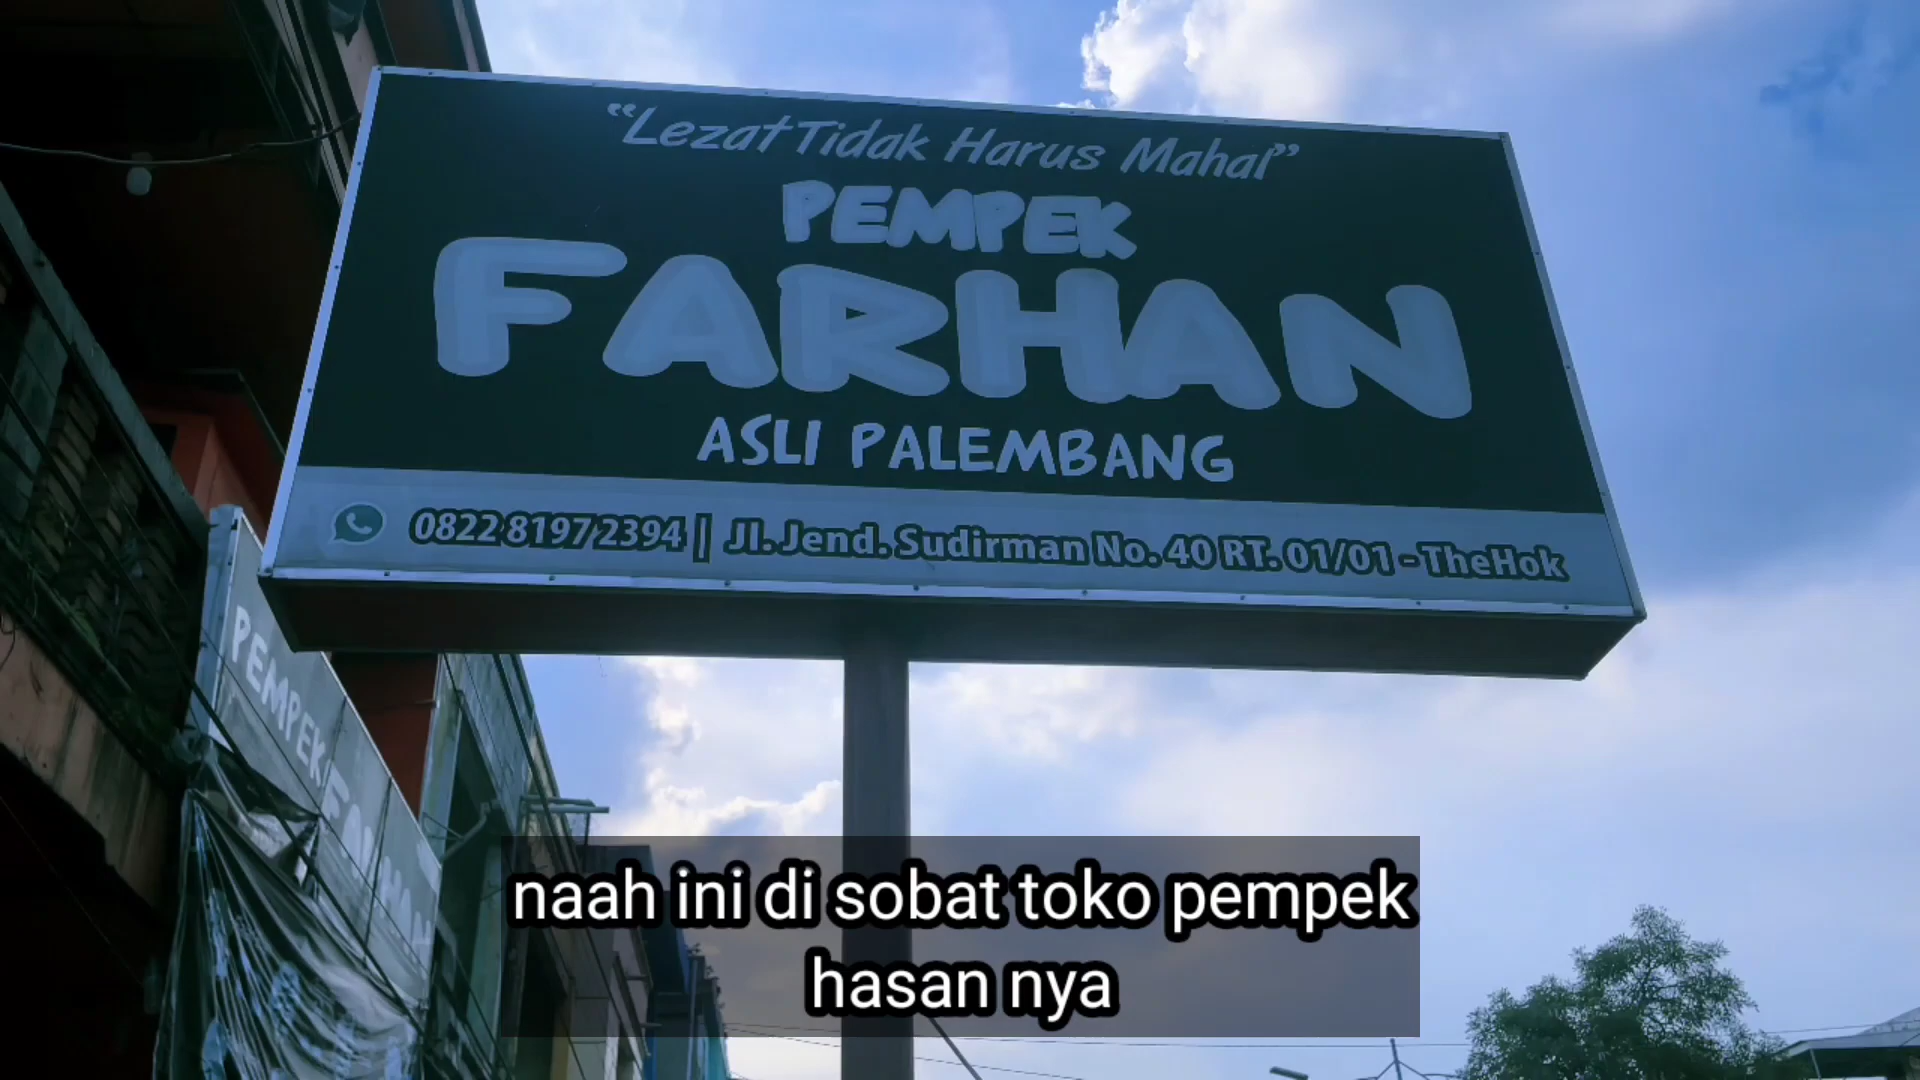 "Lezat Tidak Harus Mahal"
PEMPEK
FARHAN
ASLI PALEMBANG
0822 8197 2394 | Jl. Jend. Sudirman No. 40 RT. 01/01 - TheHok
PEMPEK FARHAN
naah ini di sobat toko pempek
hasan nya